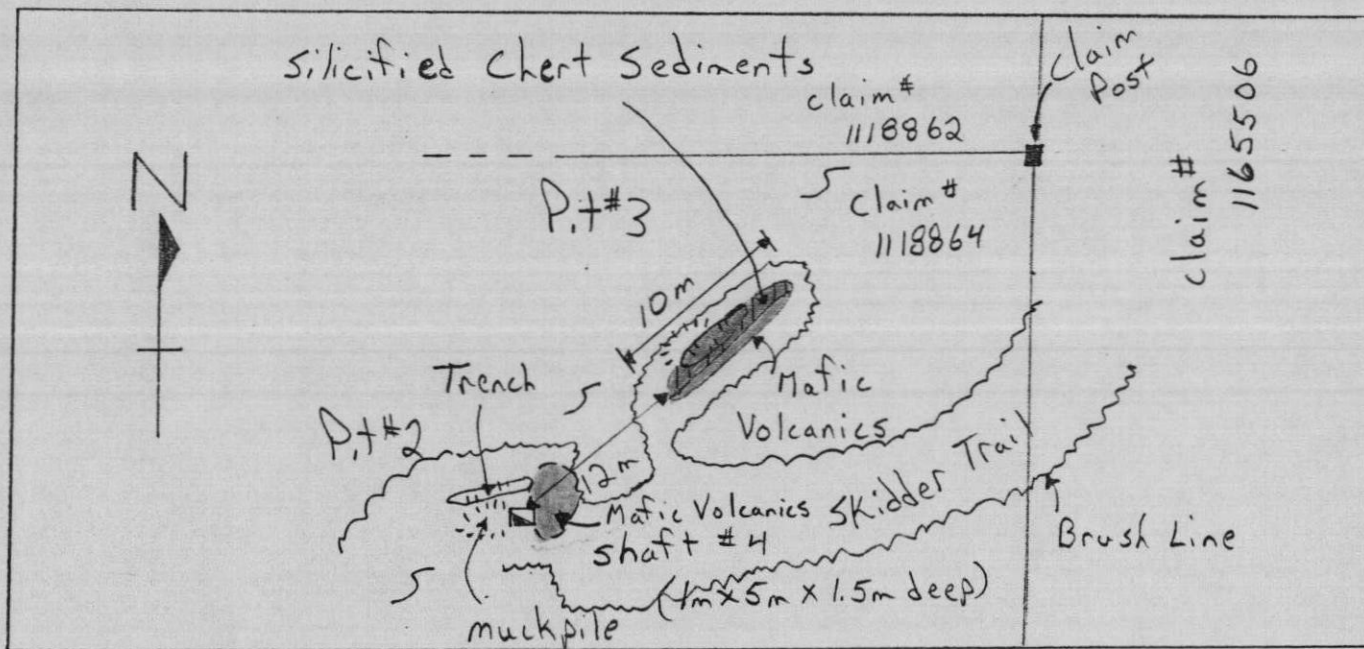 Silicified Chert Sediments
Claim Post
claim #
1118862
Claim #
1118864
Claim #
1165506
N
Pit #3
10m
Trench
Mafic
Volcanics
Pit #2
12m
Mafic Volcanics
Shaft #4
Skidder Trail
Brush Line
(4m x 5m x 1.5m deep)
muckpile